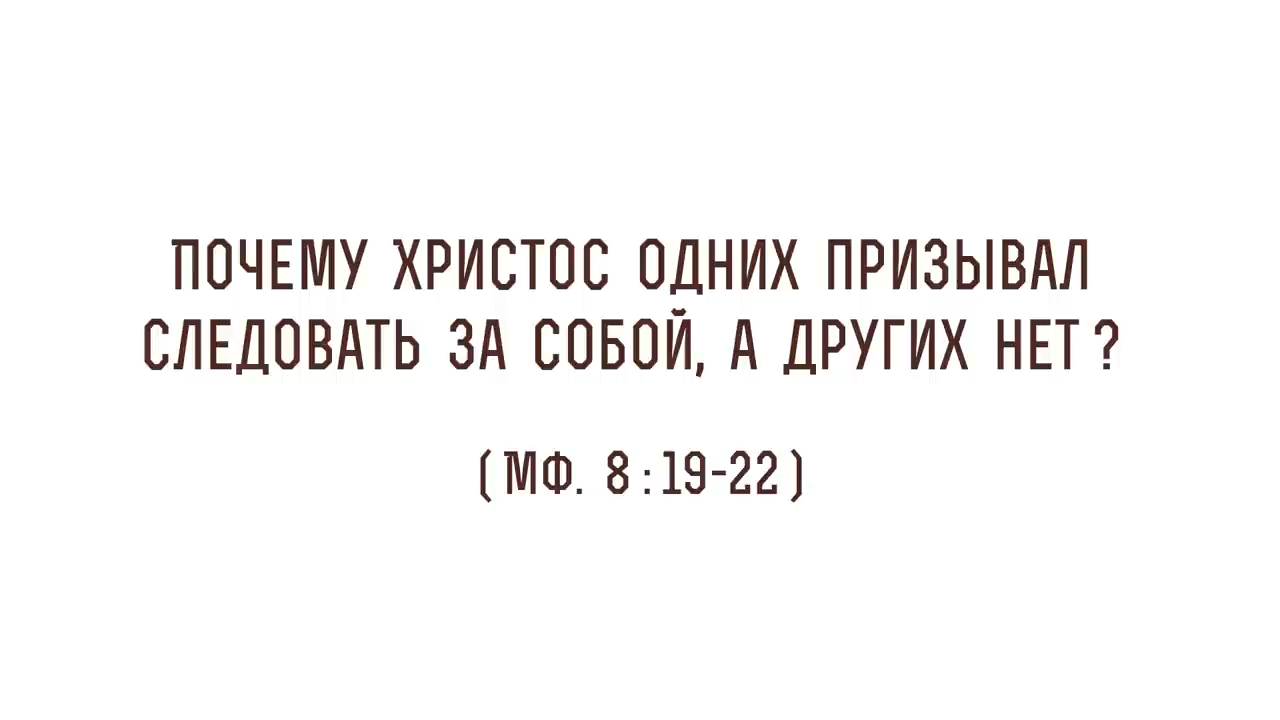 ПОЧЕМУ ХРИСТОС ОДНИХ ПРИЗЫВАЛ
СЛЕДОВАТЬ ЗА СОБОЙ, А ДРУГИХ НЕТ?
(МФ. 8:19-22)